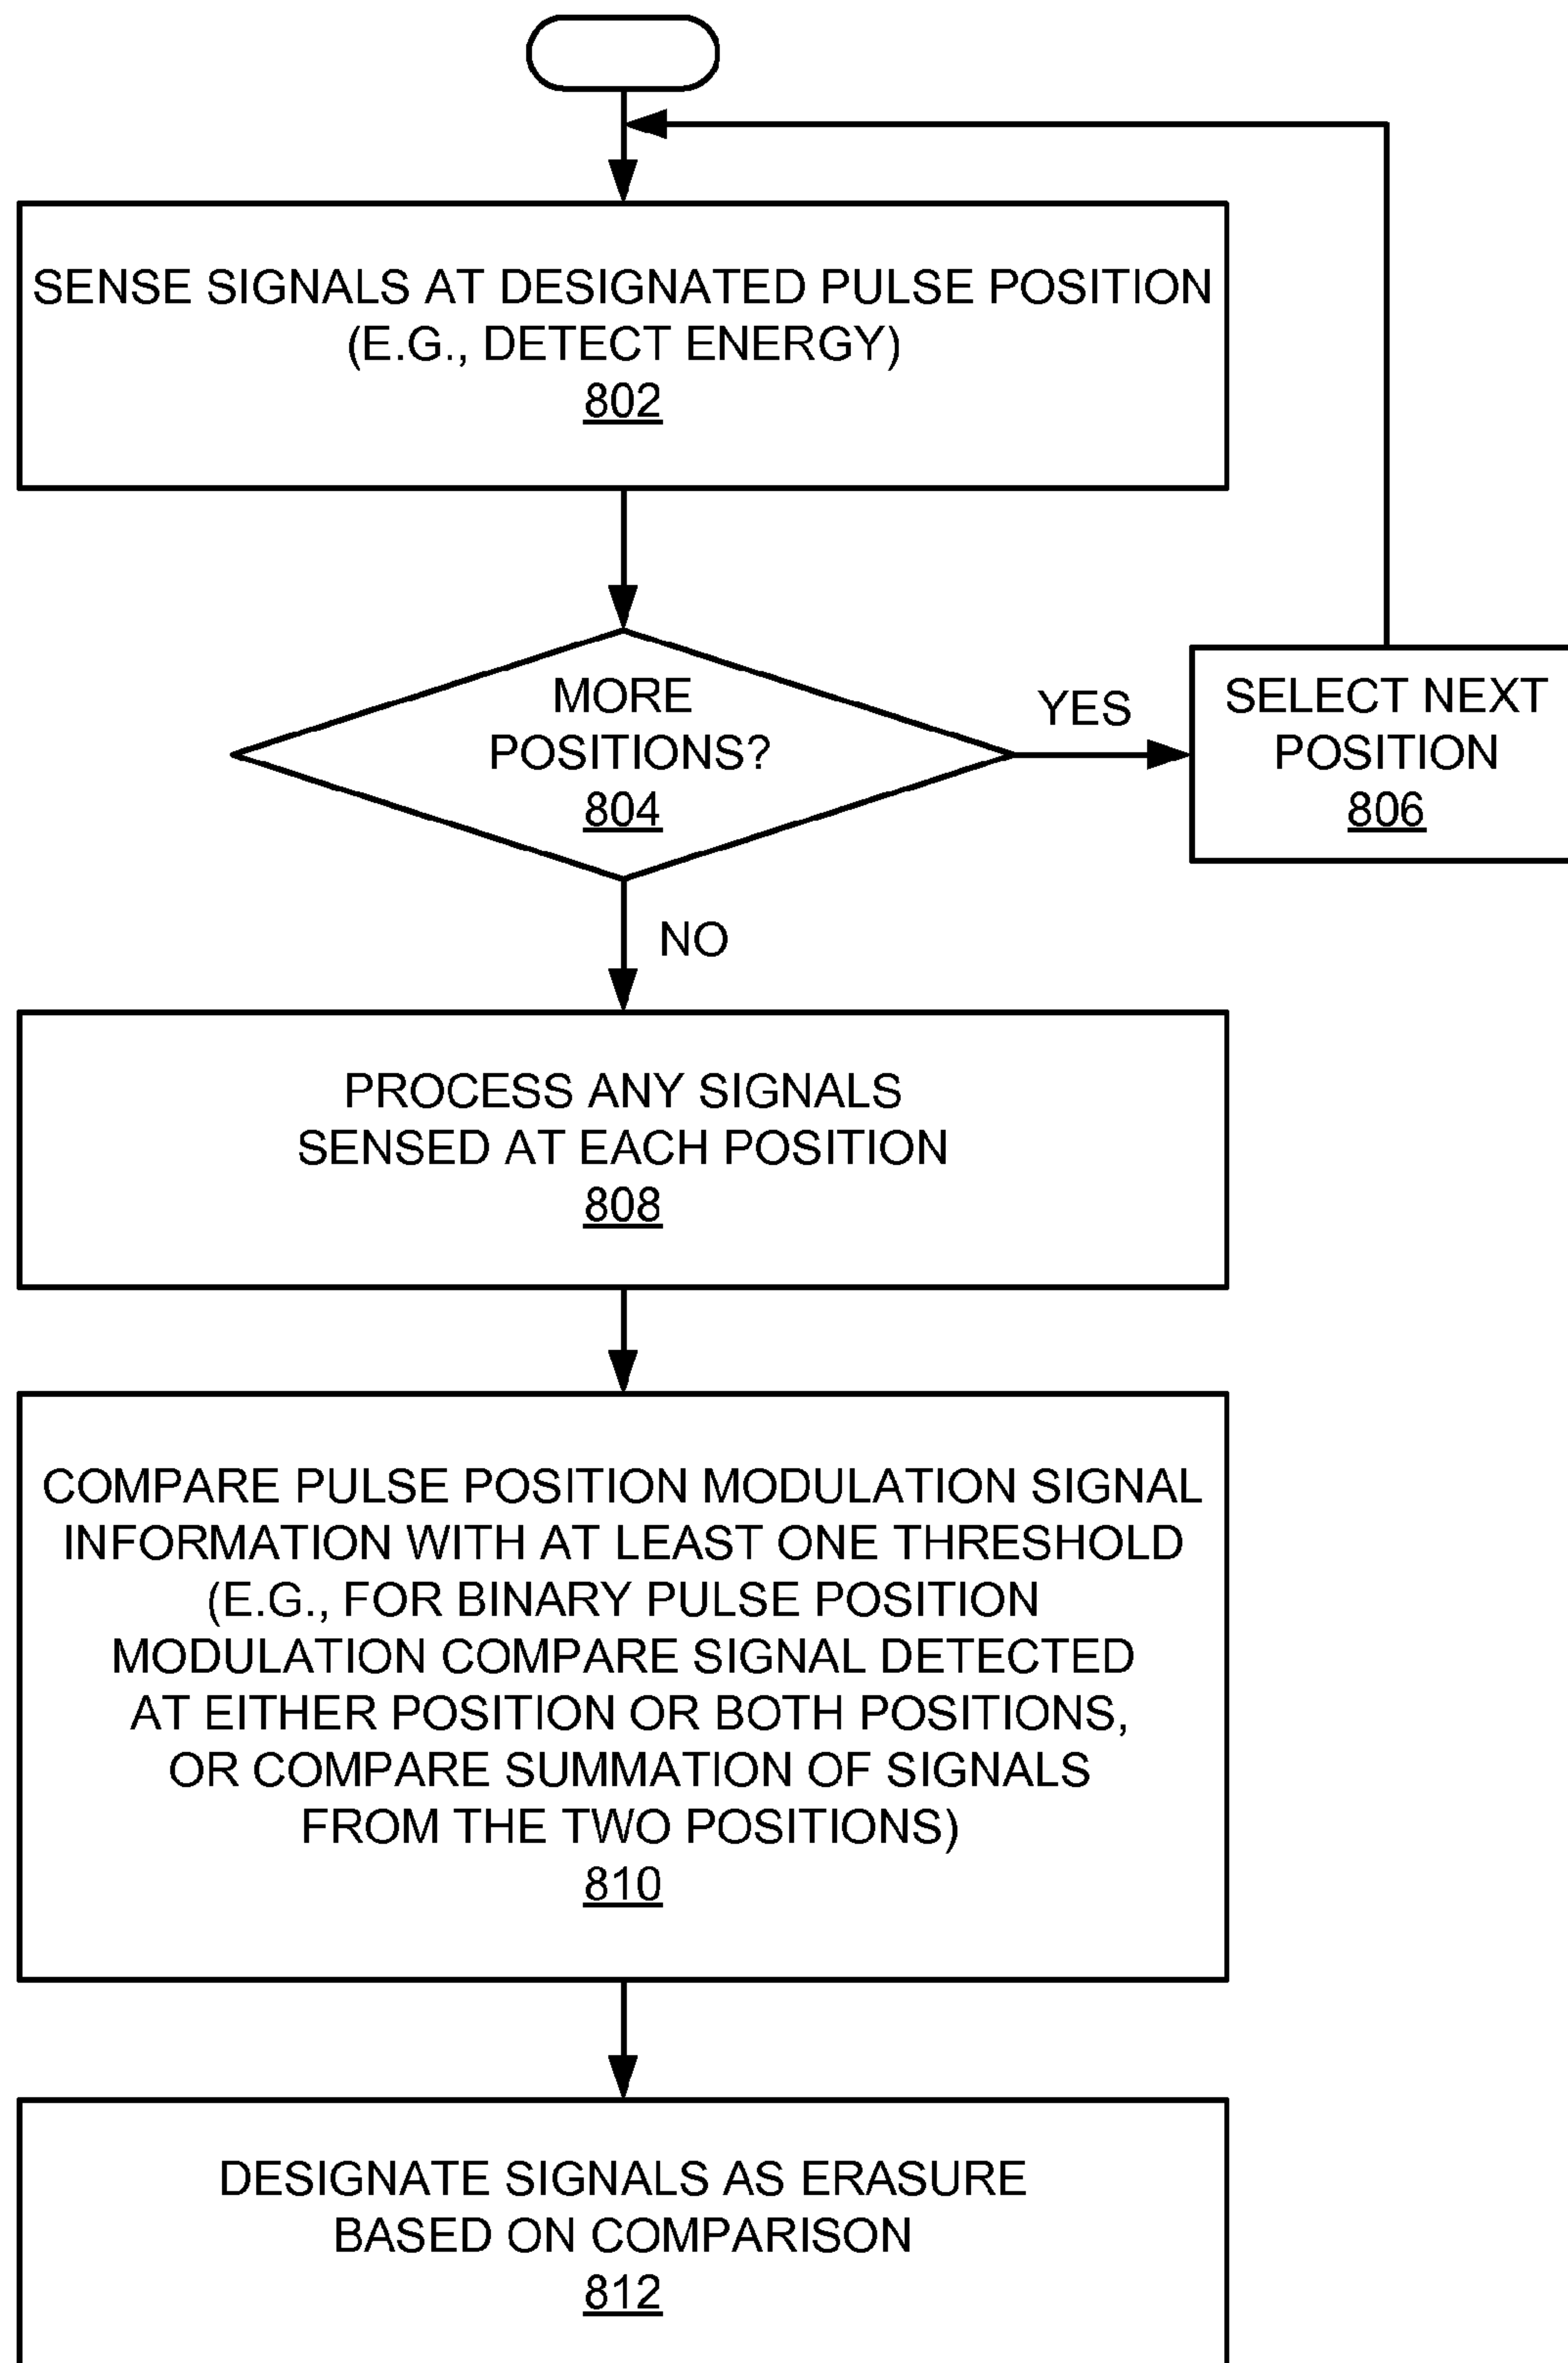 SENSE SIGNALS AT DESIGNATED PULSE POSITION
(E.G., DETECT ENERGY)
802
MORE
POSITIONS?
804
YES
SELECT NEXT
POSITION
806
NO
PROCESS ANY SIGNALS
SENSED AT EACH POSITION
808
COMPARE PULSE POSITION MODULATION SIGNAL
INFORMATION WITH AT LEAST ONE THRESHOLD
(E.G., FOR BINARY PULSE POSITION
MODULATION COMPARE SIGNAL DETECTED
AT EITHER POSITION OR BOTH POSITIONS,
OR COMPARE SUMMATION OF SIGNALS
FROM THE TWO POSITIONS)
810
DESIGNATE SIGNALS AS ERASURE
BASED ON COMPARISON
812